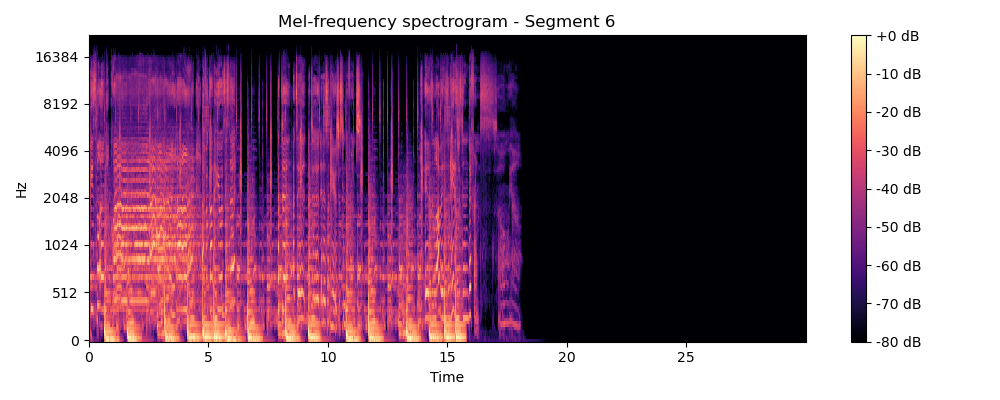 Mel-frequency spectrogram - Segment 6
16384
8192
4096
2048
1024
512
0
Hz
0 5 10 15 20 25
Time
+0 dB
-10 dB
-20 dB
-30 dB
-40 dB
-50 dB
-60 dB
-70 dB
-80 dB